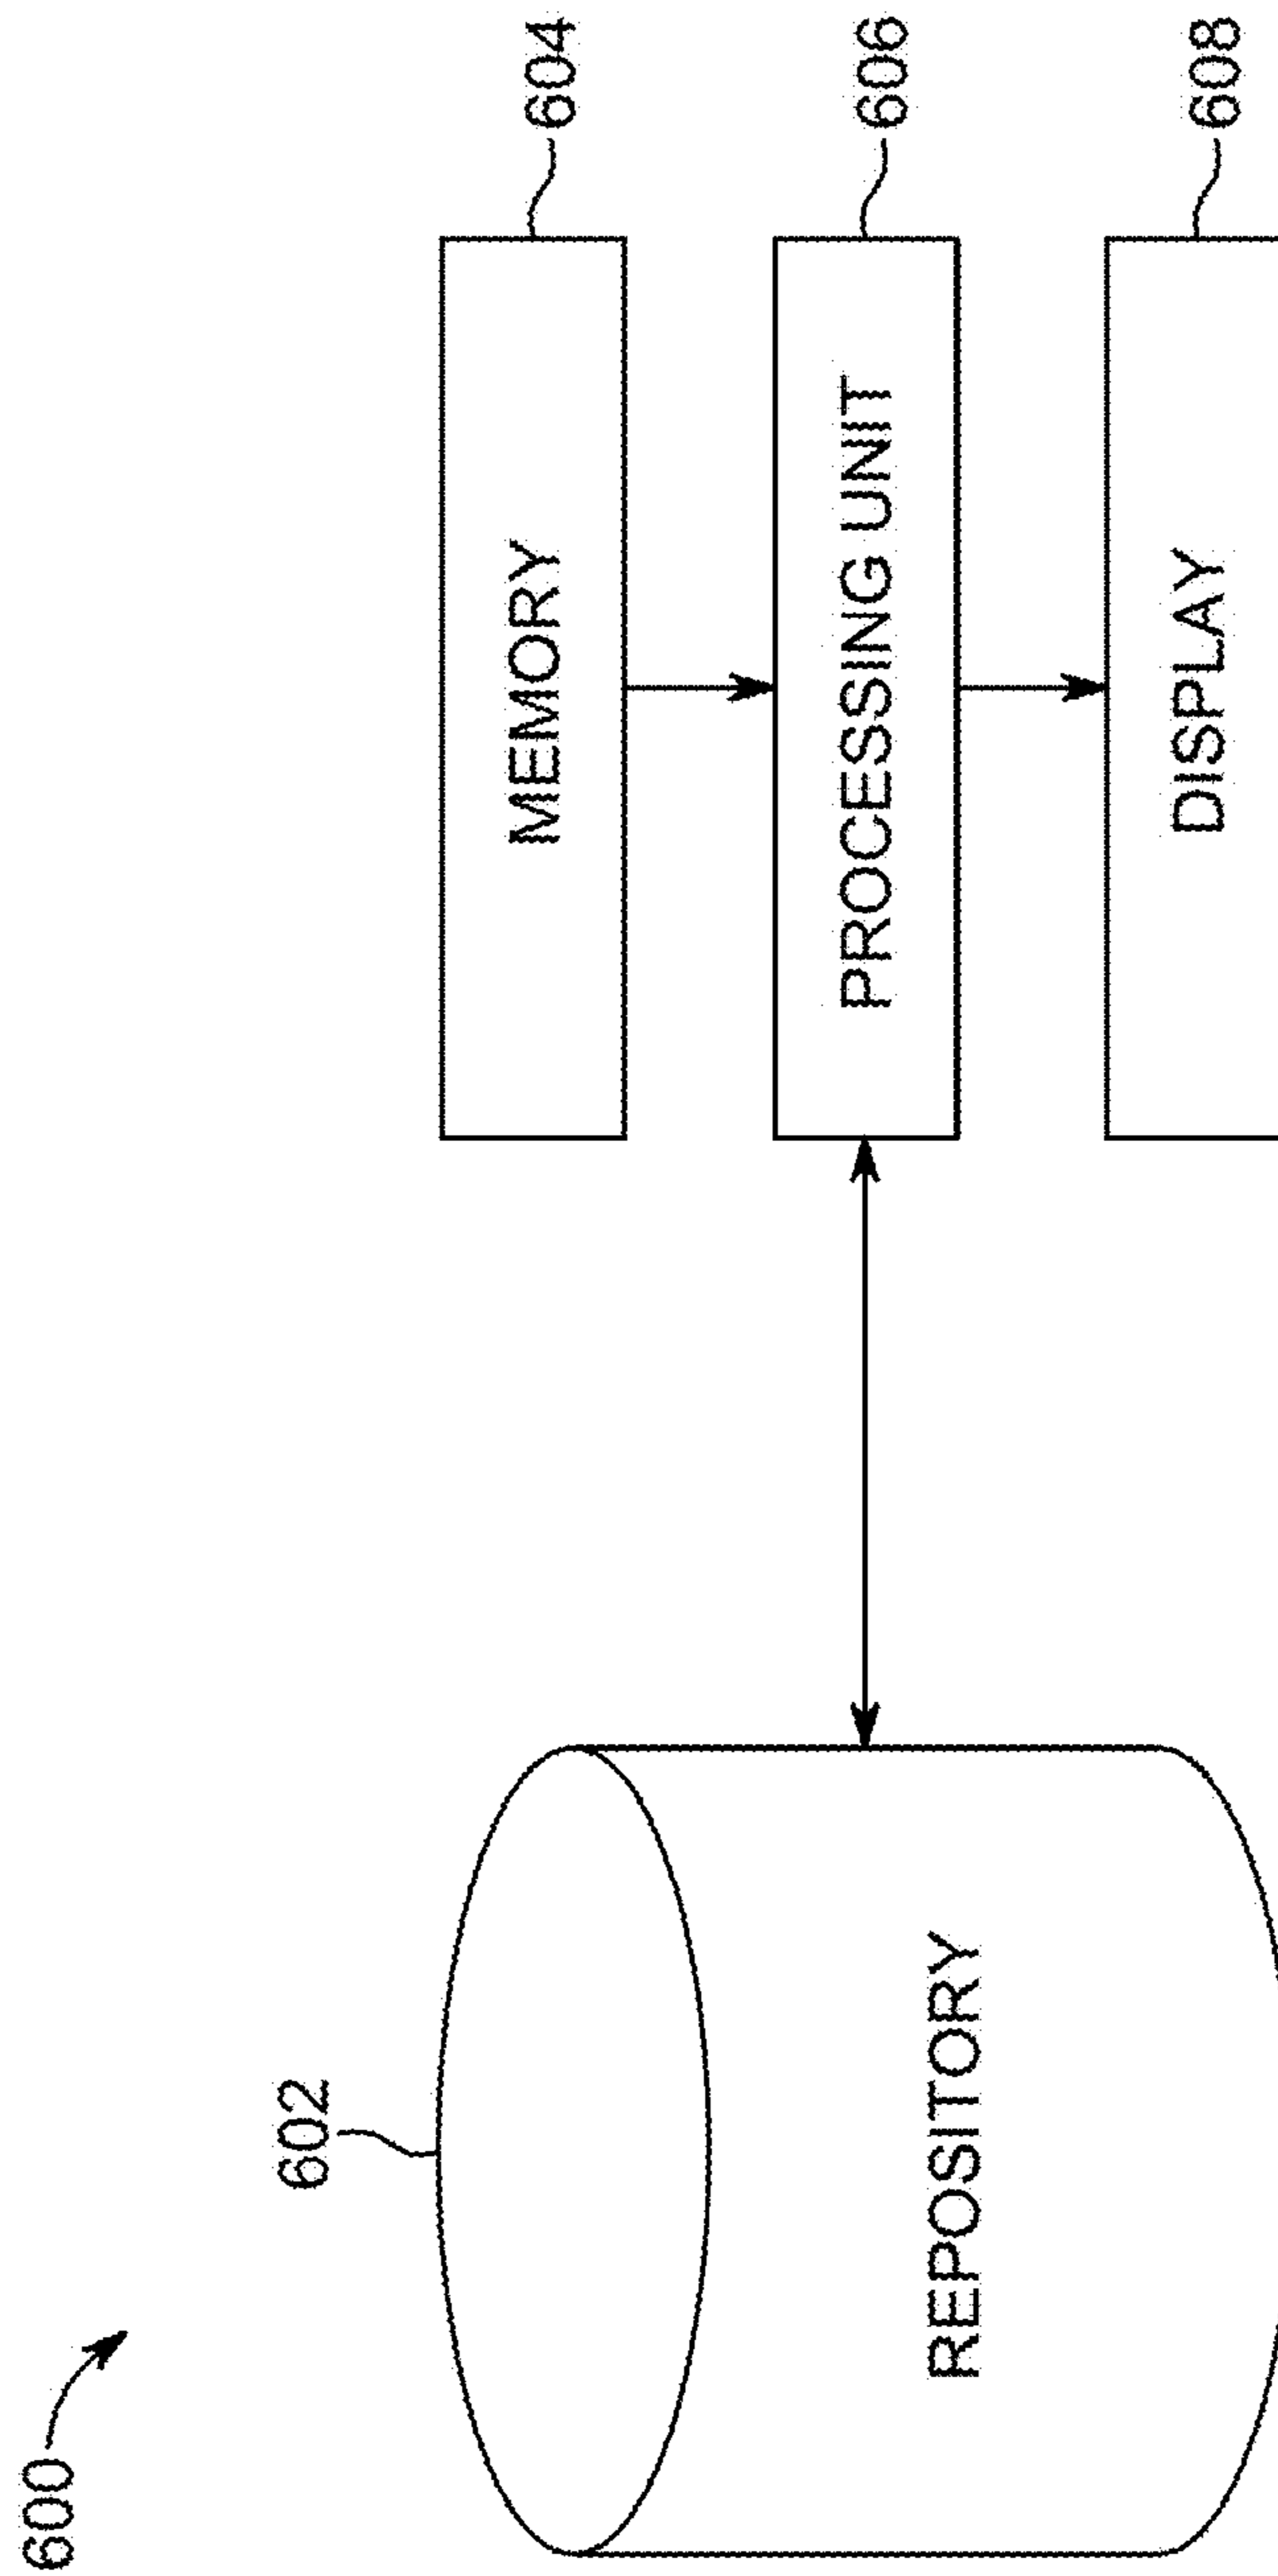 600
602
REPOSITORY
MEMORY
604
PROCESSING UNIT
606
DISPLAY
608